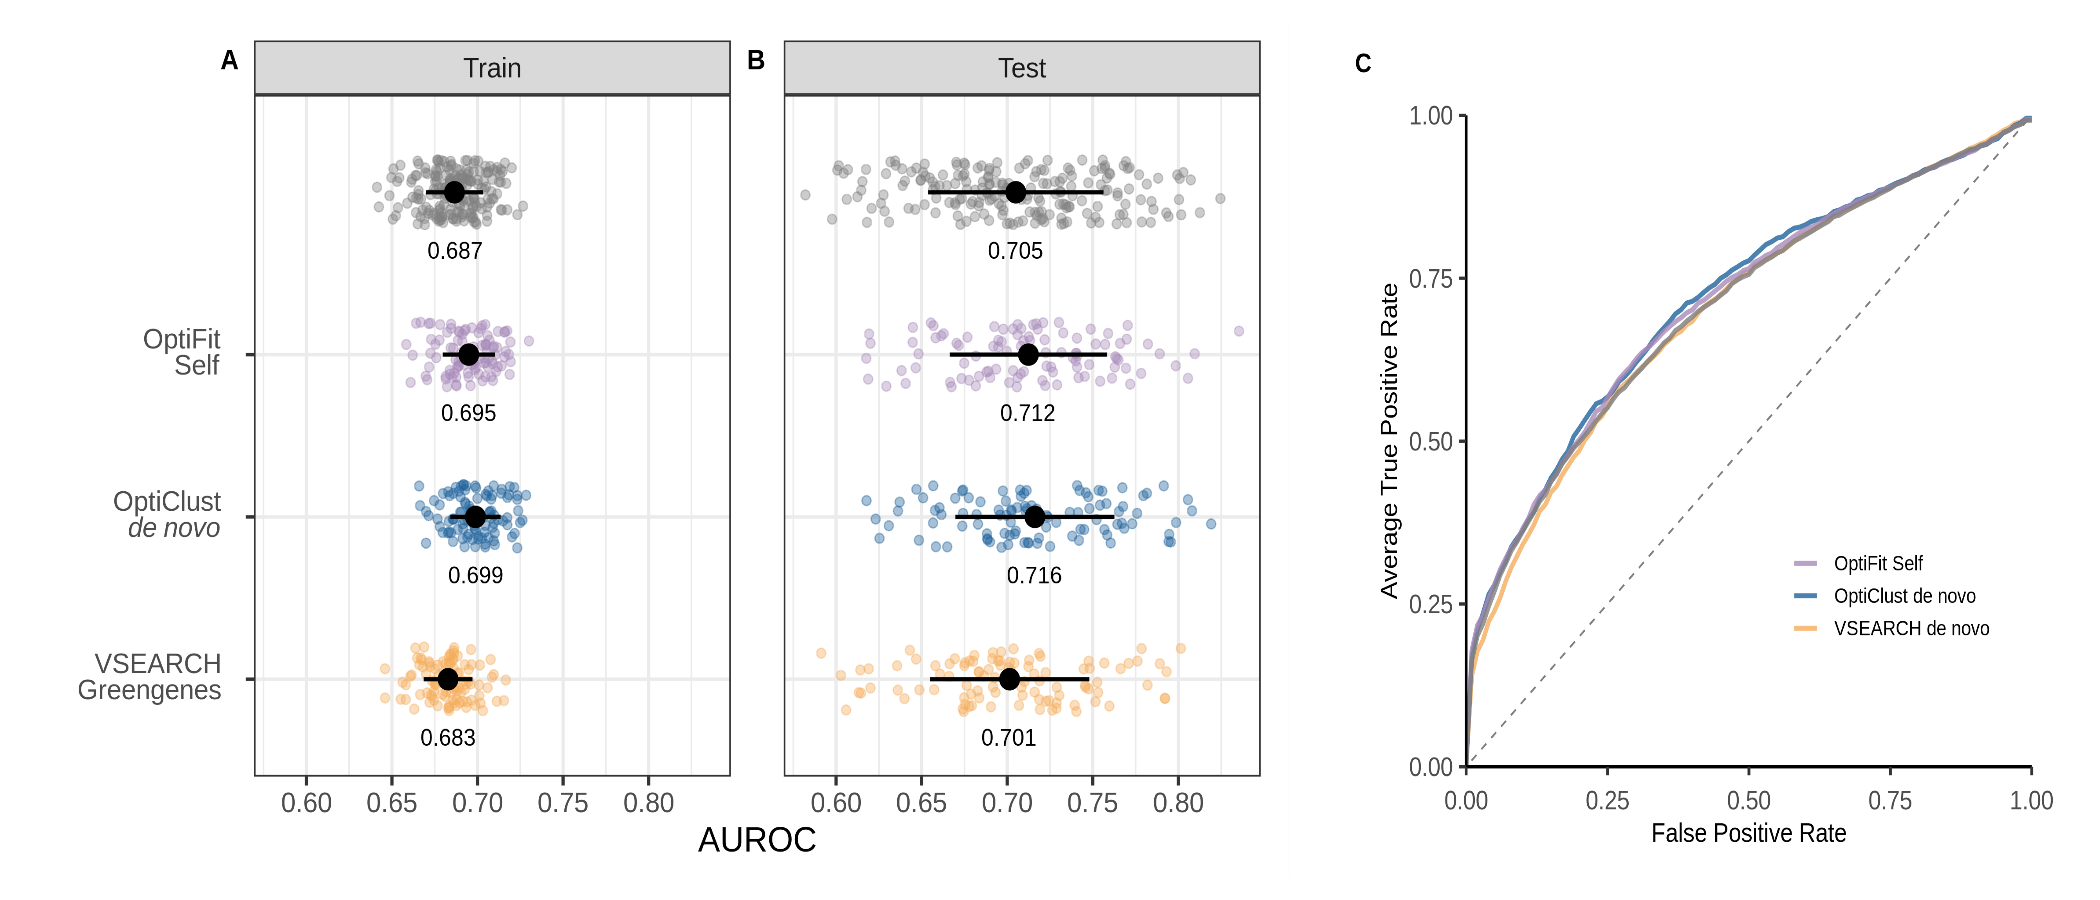 A
Train
B
Test
C
0.687
0.705
OptiFit
Self
0.695
0.712
OptiClust
de novo
0.699
0.716
VSEARCH
Greengenes
0.683
0.701
0.60 0.65 0.70 0.75 0.80
0.60 0.65 0.70 0.75 0.80
AUROC
Average True Positive Rate
1.00
0.75
0.50
0.25
0.00
OptiFit Self
OptiClust de novo
VSEARCH de novo
0.00 0.25 0.50 0.75 1.00
False Positive Rate